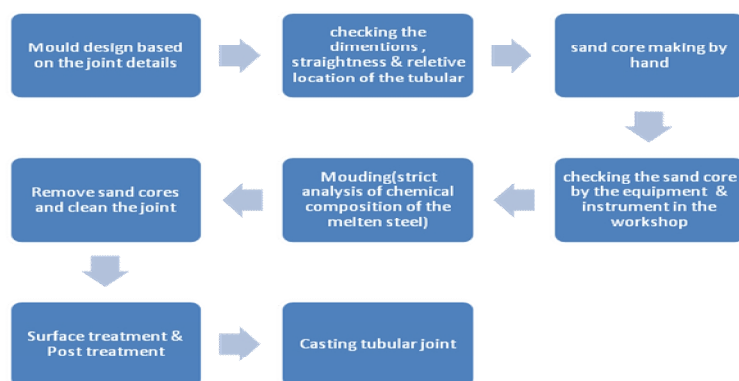 Mould design based
on the joint details
checking the
dimentions ,
straightness & reletive
location of the tubular
sand core making by
hand
checking the sand core
by the equipment &
instrument in the
workshop
Mouding(strict
analysis of chemical
composition of the
melten steel)
Remove sand cores
and clean the joint
Surface treatment &
Post treatment
Casting tubular joint